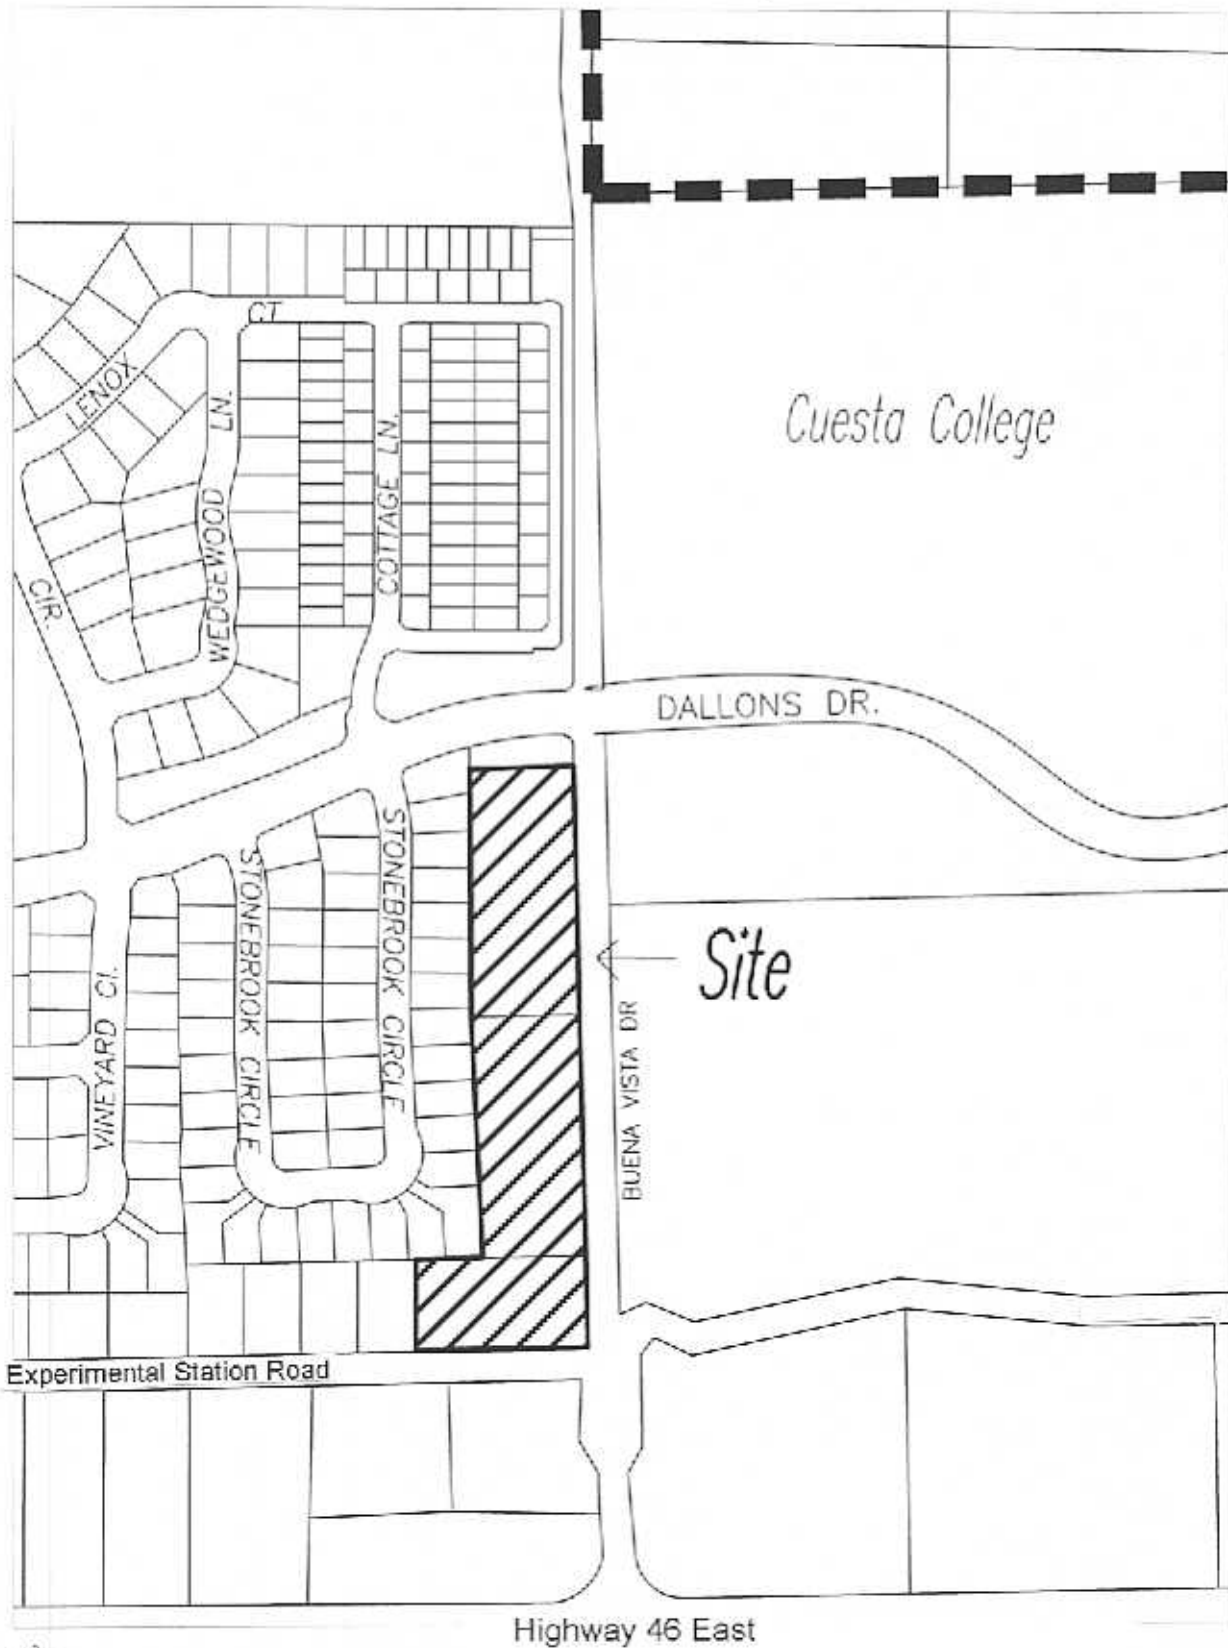 CT
LENOX
WEDGEWOOD LN.
COTTAGE LN.
Cuesta College
CIR.
DALLONS DR.
STONEBROOK CIRCLE
STONEBROOK CIRCLE
VINEYARD CI.
Site
BUENA VISTA DR
Experimental Station Road
Highway 46 East